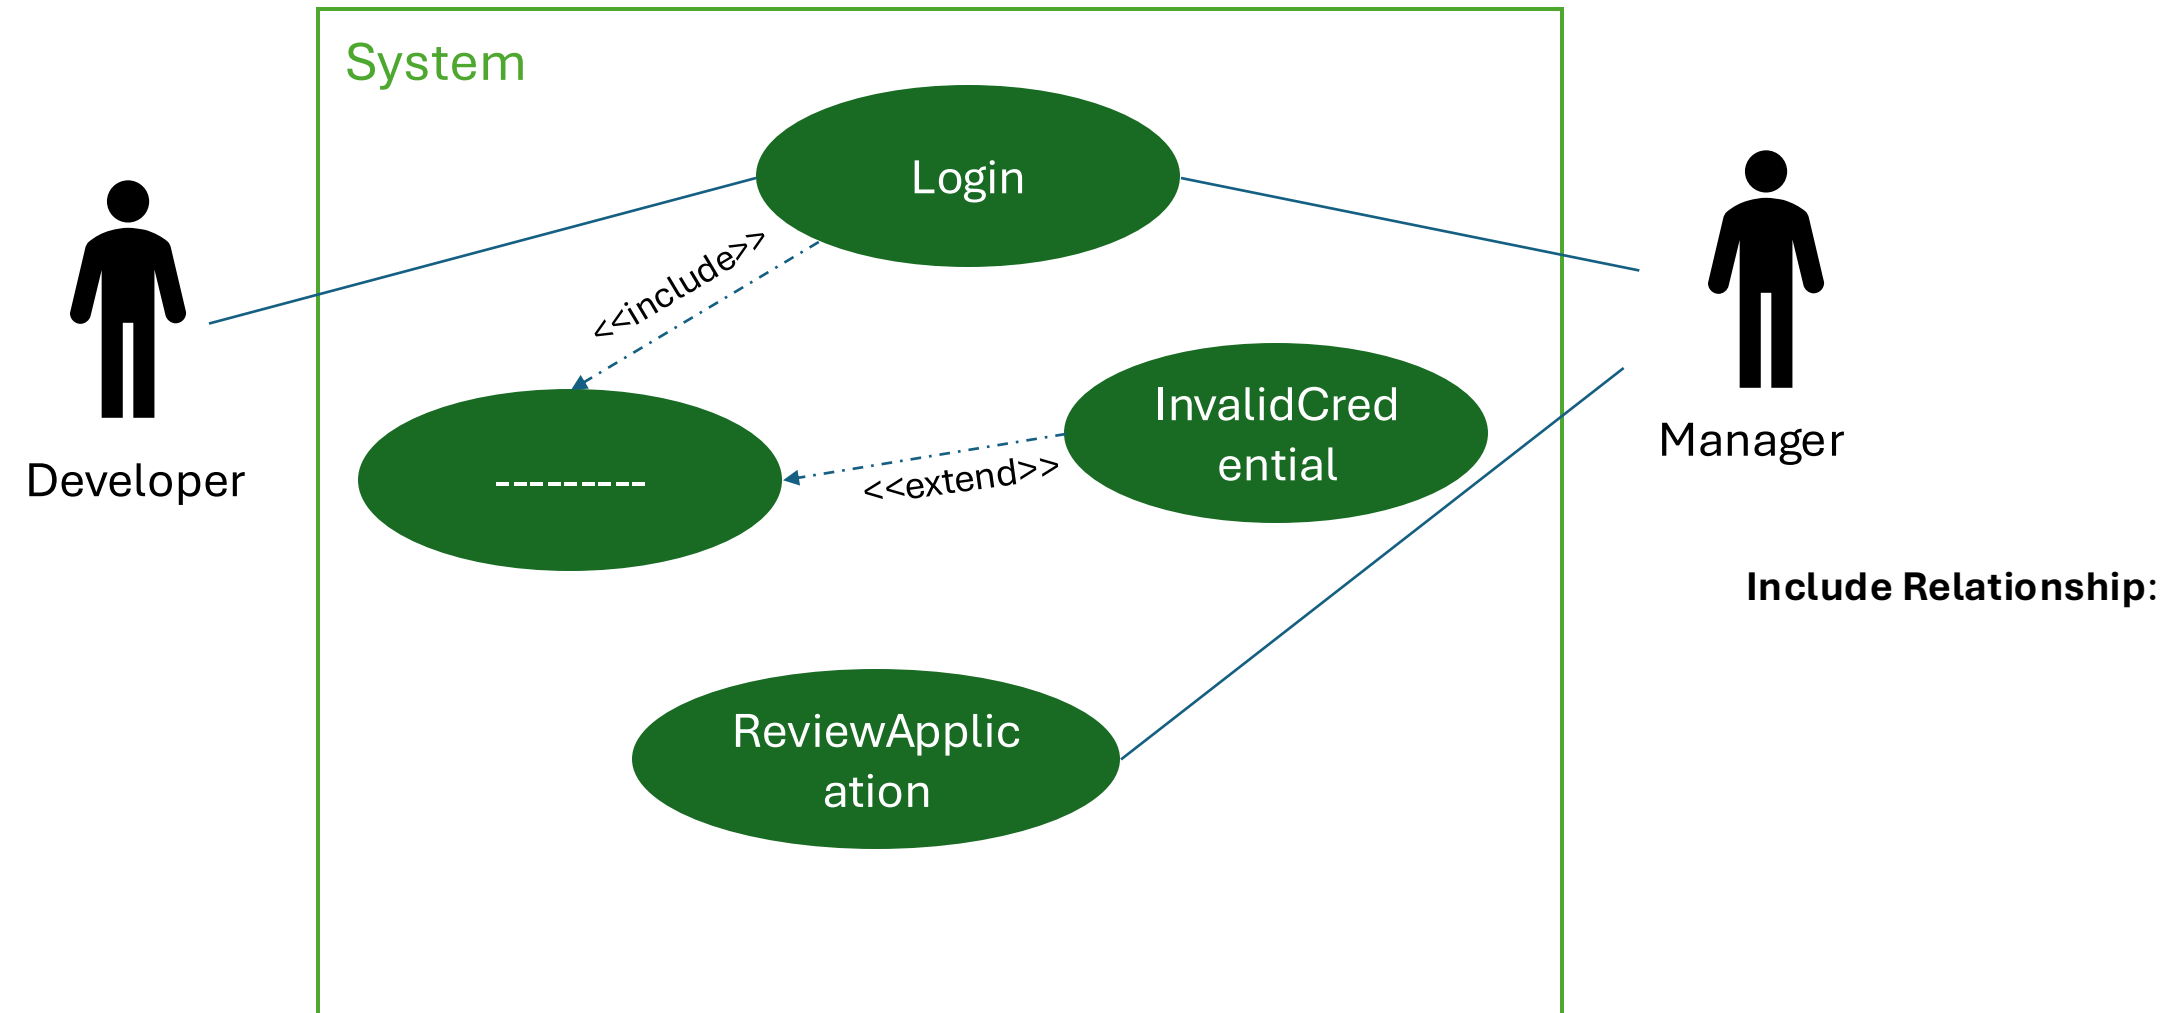 System
Login
<<include>>
InvalidCred
ential
Manager
Developer
---------
<<extend>>
Include Relationship:
ReviewApplic
ation